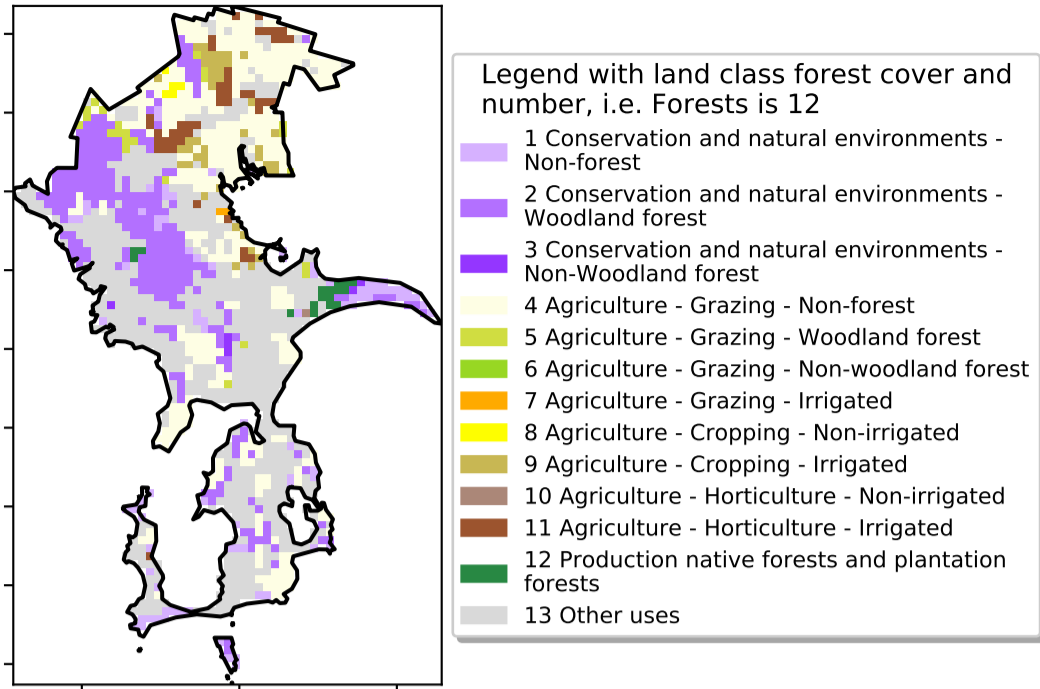 Legend with land class forest cover and
number, i.e. Forests is 12
1 Conservation and natural environments -
Non-forest
2 Conservation and natural environments -
Woodland forest
3 Conservation and natural environments -
Non-Woodland forest
4 Agriculture - Grazing - Non-forest
5 Agriculture - Grazing - Woodland forest
6 Agriculture - Grazing - Non-woodland forest
7 Agriculture - Grazing - Irrigated
8 Agriculture - Cropping - Non-irrigated
9 Agriculture - Cropping - Irrigated
10 Agriculture - Horticulture - Non-irrigated
11 Agriculture - Horticulture - Irrigated
12 Production native forests and plantation
forests
13 Other uses